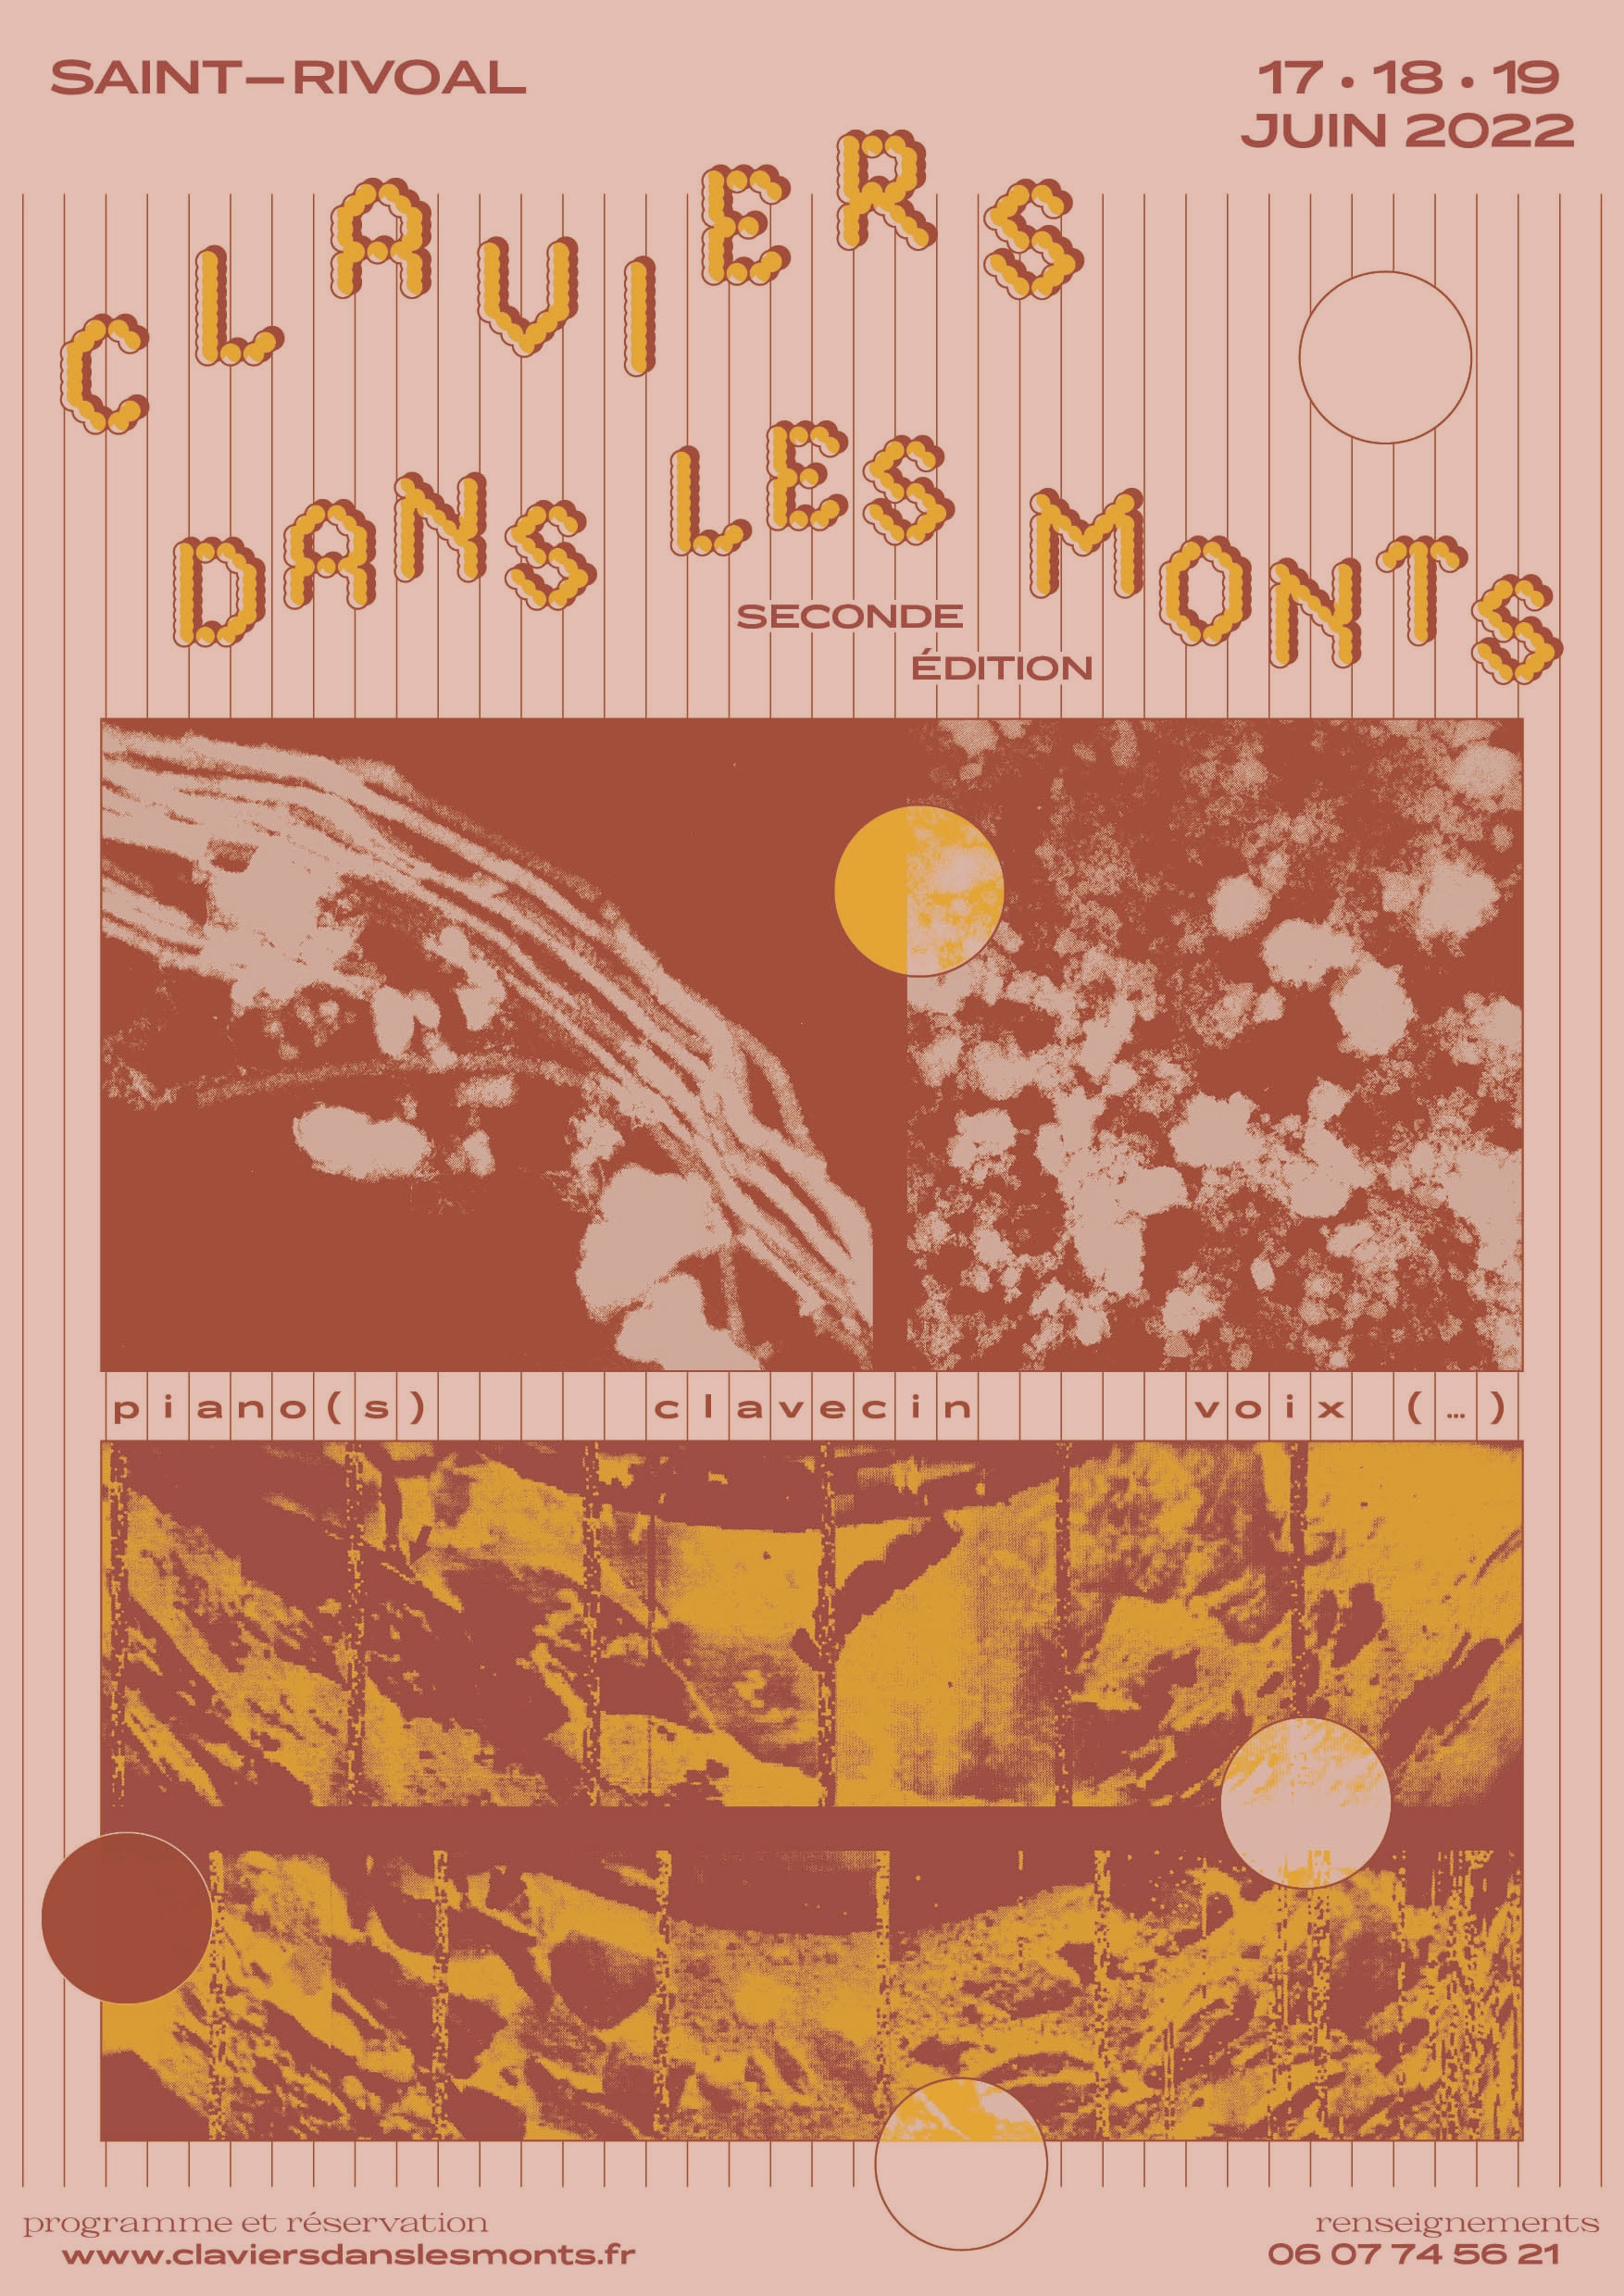 SAINT–RIVOAL
17 • 18 • 19
JUIN 2022
CLAVIERS
DANS LES MONTS
SECONDE
ÉDITION
piano(s) clavecin voix (…)
programme et réservation
www.claviersdanslesmonts.fr
renseignements
06 07 74 56 21